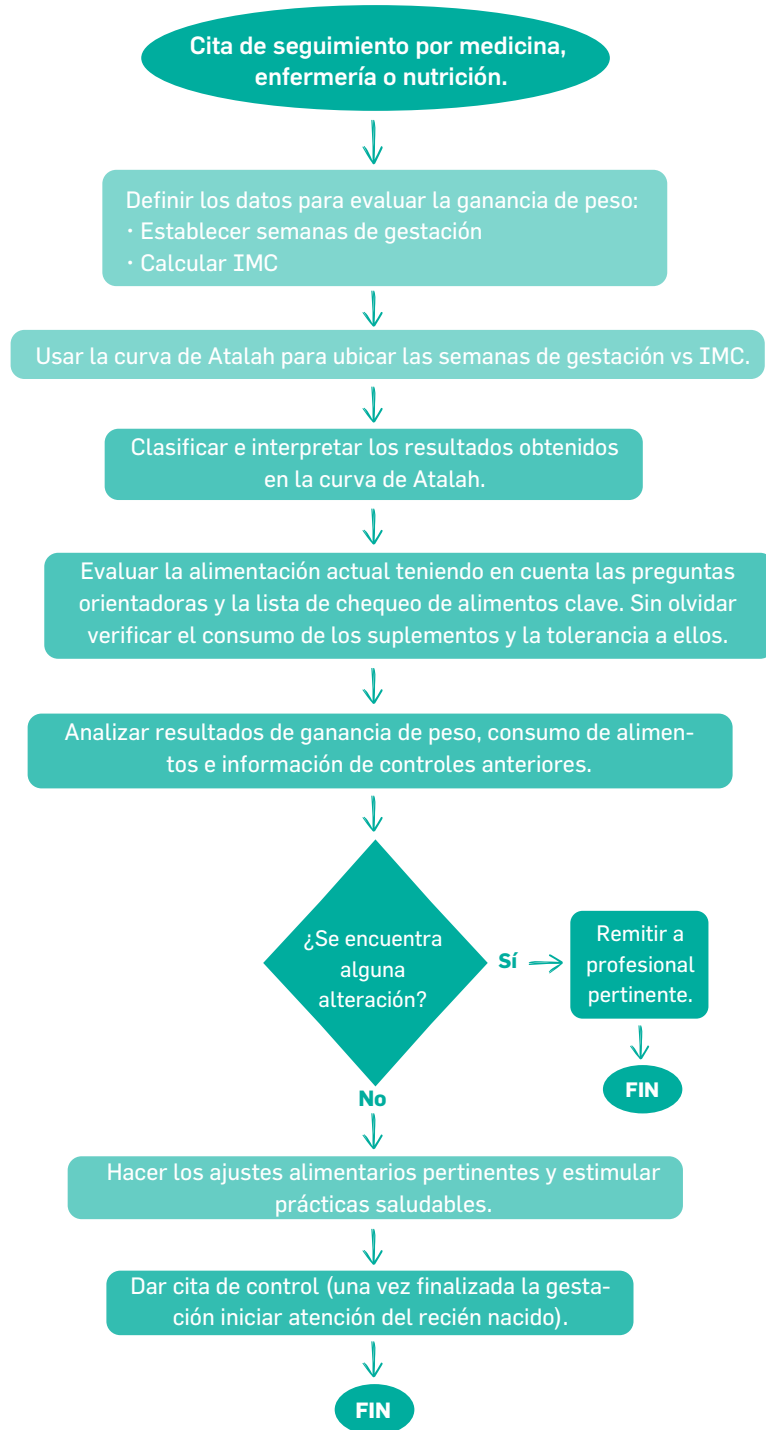 Cita de seguimiento por medicina,
enfermería o nutrición.
Definir los datos para evaluar la ganancia de peso:
· Establecer semanas de gestación
· Calcular IMC
Usar la curva de Atalah para ubicar las semanas de gestación vs IMC.
Clasificar e interpretar los resultados obtenidos
en la curva de Atalah.
Evaluar la alimentación actual teniendo en cuenta las preguntas
orientadoras y la lista de chequeo de alimentos clave. Sin olvidar
verificar el consumo de los suplementos y la tolerancia a ellos.
Analizar resultados de ganancia de peso, consumo de alimen-
tos e información de controles anteriores.
¿Se encuentra
alguna
alteración?
Sí
Remitir a
profesional
pertinente.
FIN
No
Hacer los ajustes alimentarios pertinentes y estimular
prácticas saludables.
Dar cita de control (una vez finalizada la gesta-
ción iniciar atención del recién nacido).
FIN